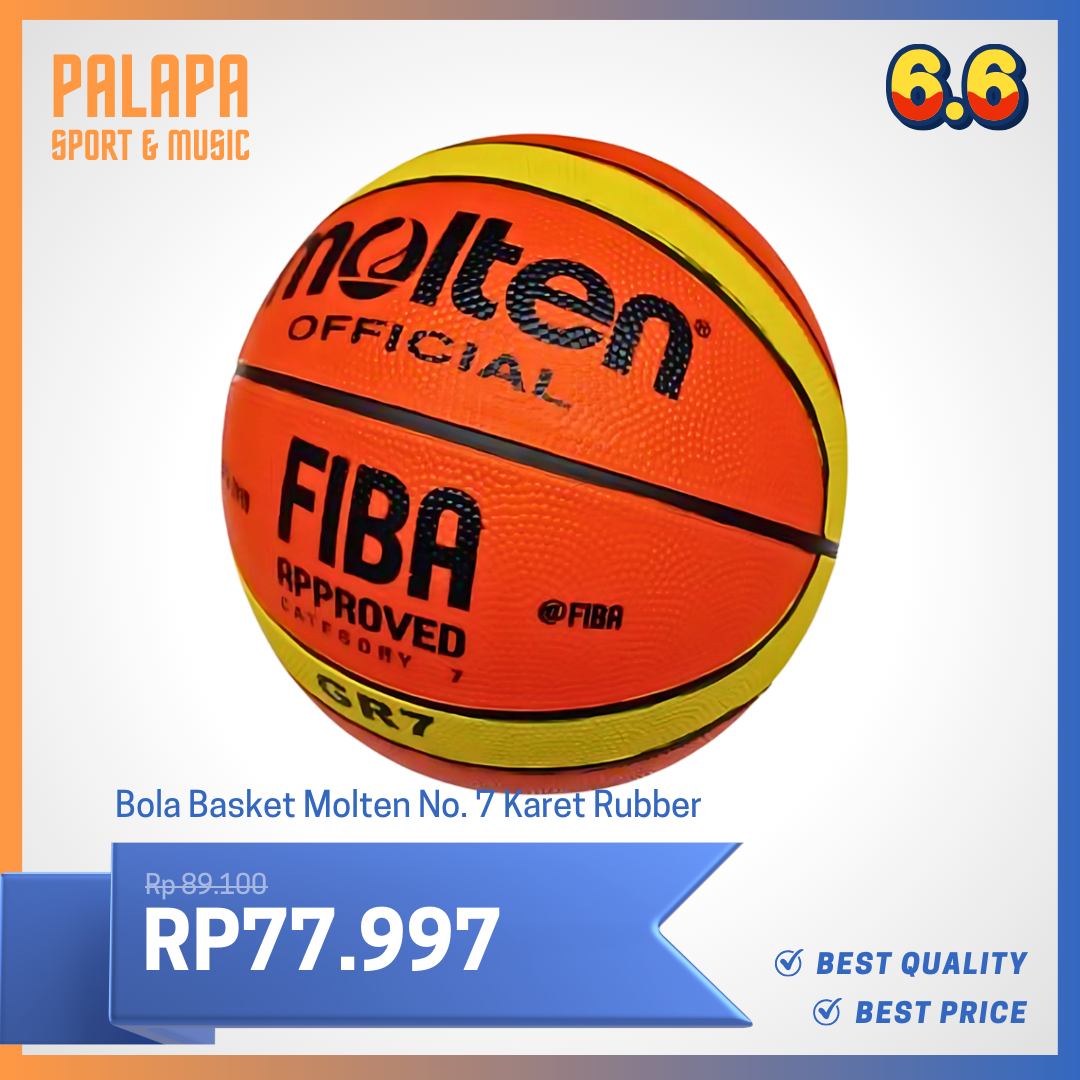 PALAPA
SPORT & MUSIC
6.6
molten®
OFFICIAL
FIBA
APPROVED
CATEGORY 7
@FIBA
GR7
Bola Basket Molten No. 7 Karet Rubber
Rp 89.100
RP77.997
BEST QUALITY
BEST PRICE